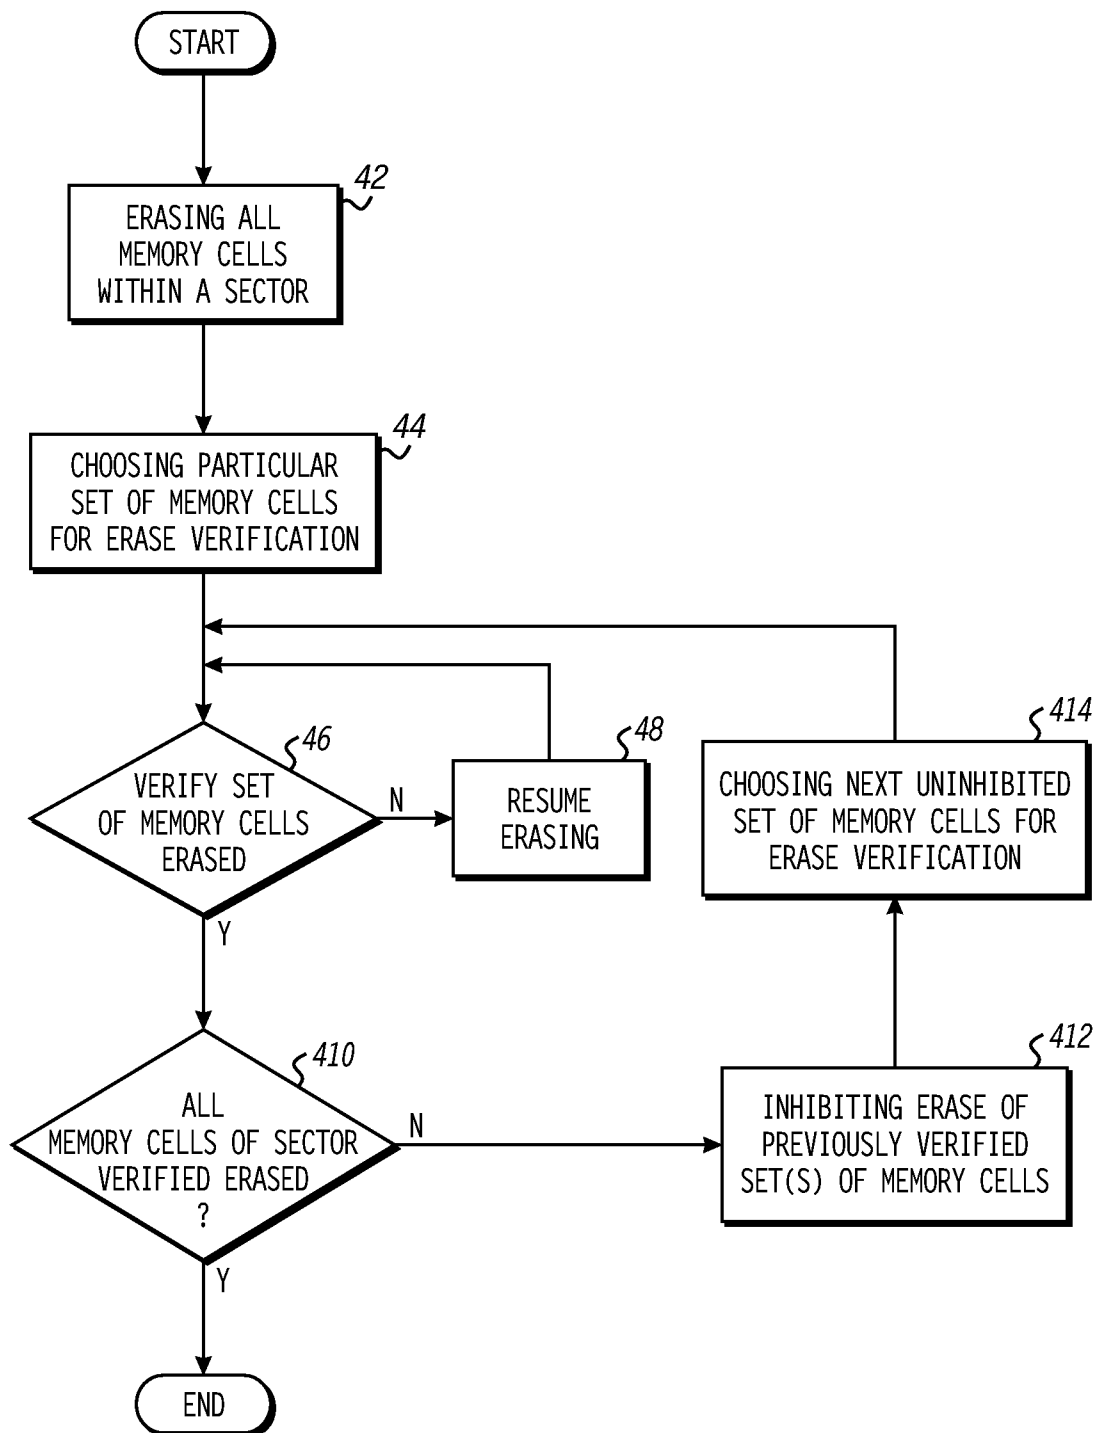 START
42
ERASING ALL
MEMORY CELLS
WITHIN A SECTOR
44
CHOOSING PARTICULAR
SET OF MEMORY CELLS
FOR ERASE VERIFICATION
46
VERIFY SET
OF MEMORY CELLS
ERASED
N
Y
48
RESUME
ERASING
414
CHOOSING NEXT UNINHIBITED
SET OF MEMORY CELLS FOR
ERASE VERIFICATION
410
ALL
MEMORY CELLS OF SECTOR
VERIFIED ERASED
?
N
Y
412
INHIBITING ERASE OF
PREVIOUSLY VERIFIED
SET(S) OF MEMORY CELLS
END